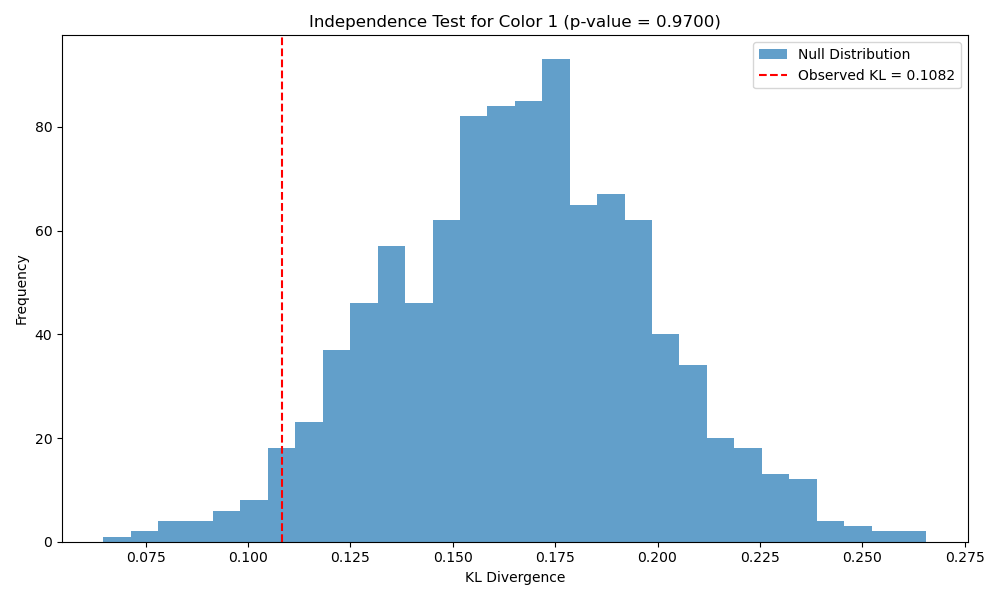 Independence Test for Color 1 (p-value = 0.9700)
Null Distribution
Observed KL = 0.1082
Frequency
80
60
40
20
0
0.075 0.100 0.125 0.150 0.175 0.200 0.225 0.250 0.275
KL Divergence